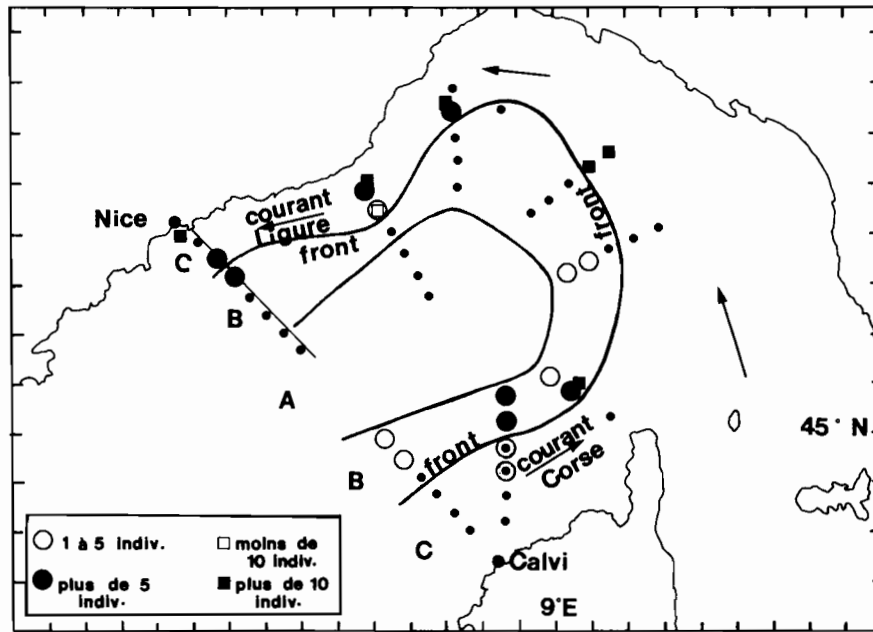 Nice
courant
Ligure
front
front
C
B
A
45° N
front
courant
Corse
B
C
Calvi
9°E
1 à 5 indiv.
moins de
10 indiv.
plus de 5
indiv.
plus de 10
indiv.